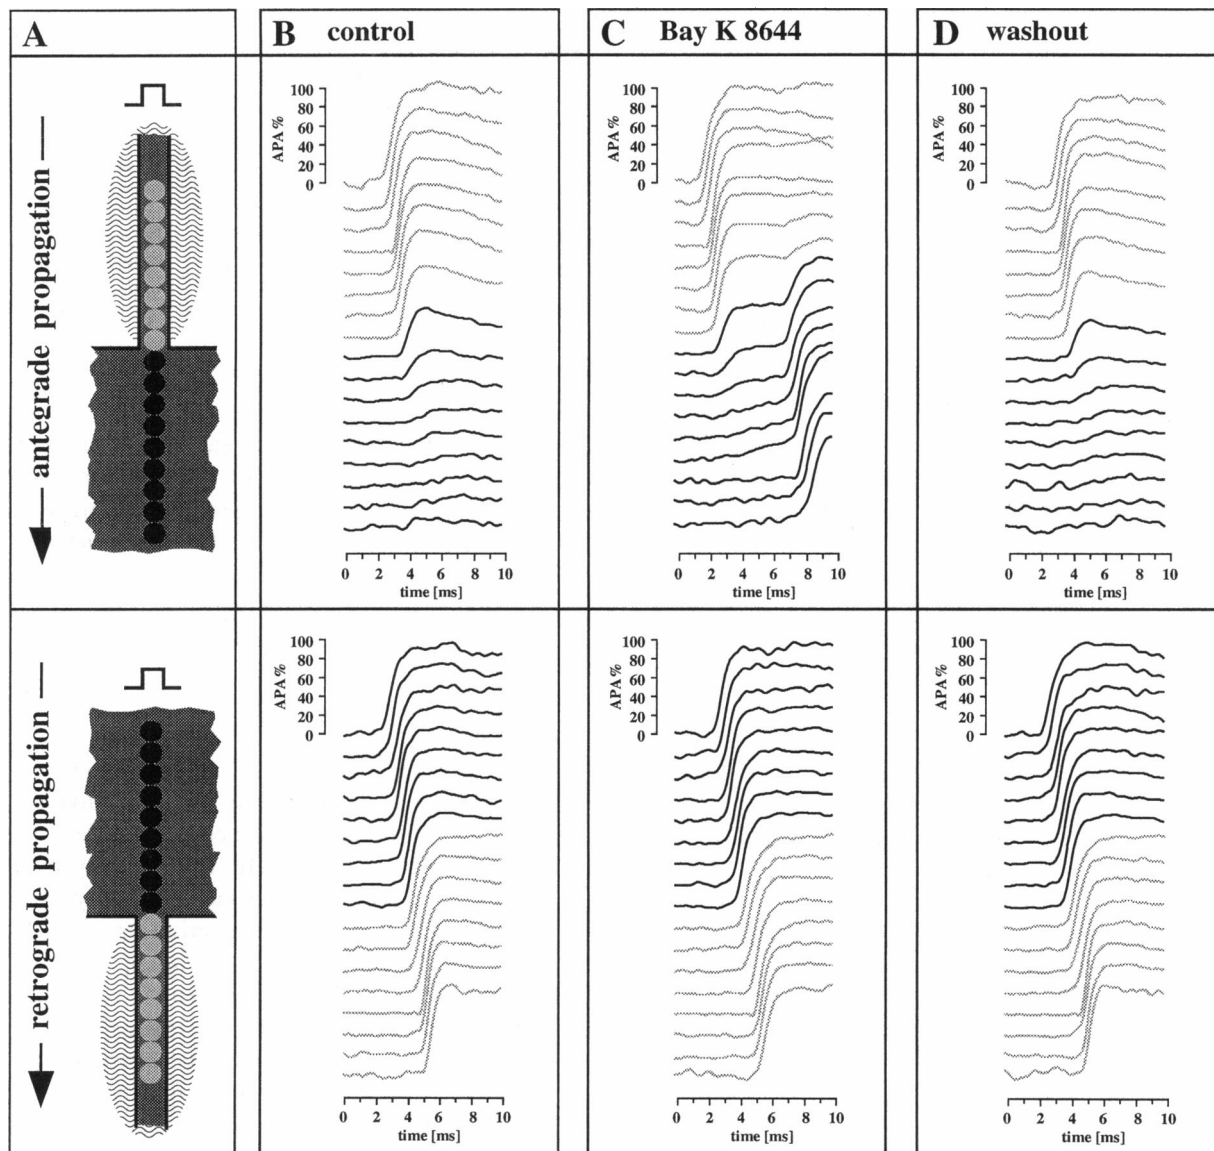 A
B control
C Bay K 8644
D washout
antegrade propagation
APA %
100
80
60
40
20
0
0 2 4 6 8 10
time [ms]
APA %
100
80
60
40
20
0
0 2 4 6 8 10
time [ms]
APA %
100
80
60
40
20
0
0 2 4 6 8 10
time [ms]
retrograde propagation
APA %
100
80
60
40
20
0
0 2 4 6 8 10
time [ms]
APA %
100
80
60
40
20
0
0 2 4 6 8 10
time [ms]
APA %
100
80
60
40
20
0
0 2 4 6 8 10
time [ms]